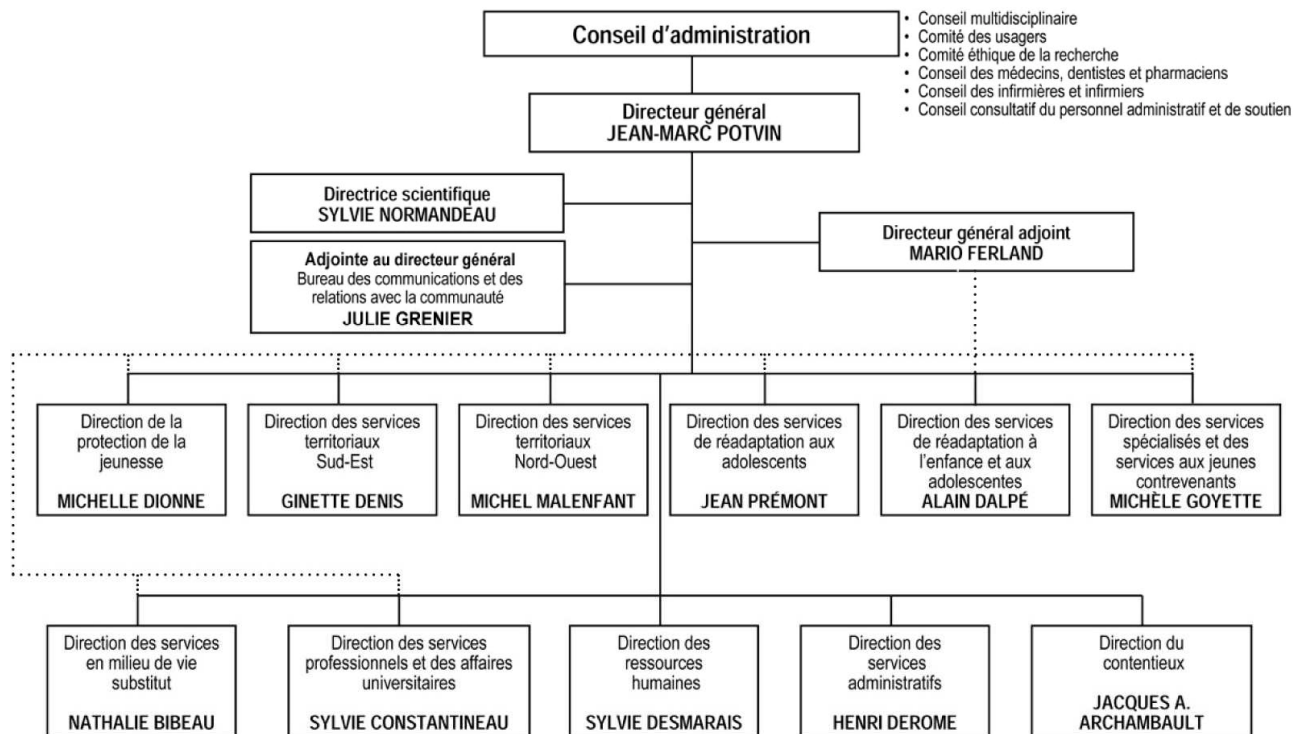 Conseil d'administration
• Conseil multidisciplinaire
• Comité des usagers
• Comité éthique de la recherche
• Conseil des médecins, dentistes et pharmaciens
• Conseil des infirmières et infirmiers
• Conseil consultatif du personnel administratif et de soutien
Directeur général
JEAN-MARC POTVIN
Directrice scientifique
SYLVIE NORMANDEAU
Directeur général adjoint
MARIO FERLAND
Adjointe au directeur général
Bureau des communications et des
relations avec la communauté
JULIE GRENIER
Direction de la
protection de la
jeunesse
MICHELLE DIONNE
Direction des services
territoriaux
Sud-Est
GINETTE DENIS
Direction des services
territoriaux
Nord-Ouest
MICHEL MALENFANT
Direction des services
de réadaptation aux
adolescents
JEAN PRÉMONT
Direction des services
de réadaptation à
l'enfance et aux
adolescentes
ALAIN DALPÉ
Direction des services
spécialisés et des
services aux jeunes
contrevenants
MICHÈLE GOYETTE
Direction des services
en milieu de vie
substitut
NATHALIE BIBEAU
Direction des services
professionnels et des affaires
universitaires
SYLVIE CONSTANTINEAU
Direction des
ressources
humaines
SYLVIE DESMARAIS
Direction des
services
administratifs
HENRI DEROME
Direction du
contentieux
JACQUES A.
ARCHAMBAULT